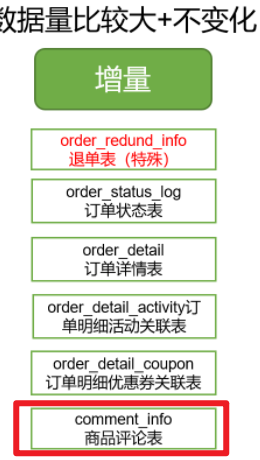 数据量比较大+不变化
增量
order_redund_info
退单表（特殊）
order_status_log
订单状态表
order_detail
订单详情表
order_detail_activity订
单明细活动关联表
order_detail_coupon
订单明细优惠券关联表
comment_info
商品评论表